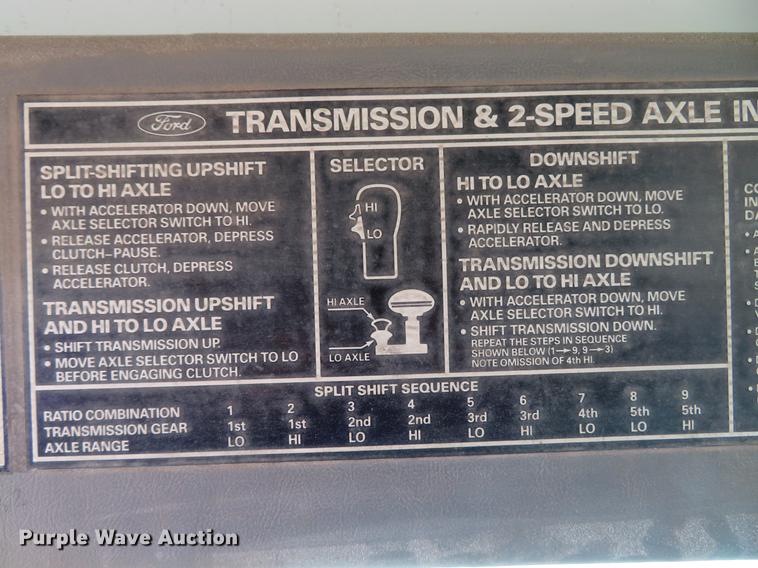 Ford
TRANSMISSION & 2-SPEED AXLE IN
SPLIT-SHIFTING UPSHIFT
LO TO HI AXLE
• WITH ACCELERATOR DOWN, MOVE
AXLE SELECTOR SWITCH TO HI.
• RELEASE ACCELERATOR, DEPRESS
CLUTCH–PAUSE.
• RELEASE CLUTCH, DEPRESS
ACCELERATOR.
TRANSMISSION UPSHIFT
AND HI TO LO AXLE
• SHIFT TRANSMISSION UP.
• MOVE AXLE SELECTOR SWITCH TO LO
BEFORE ENGAGING CLUTCH.
SELECTOR
HI
LO
HI AXLE
LO AXLE
DOWNSHIFT
HI TO LO AXLE
• WITH ACCELERATOR DOWN, MOVE
AXLE SELECTOR SWITCH TO LO.
• RAPIDLY RELEASE AND DEPRESS
ACCELERATOR.
TRANSMISSION DOWNSHIFT
AND LO TO HI AXLE
• WITH ACCELERATOR DOWN, MOVE
AXLE SELECTOR SWITCH TO HI.
• SHIFT TRANSMISSION DOWN.
REPEAT THE STEPS IN SEQUENCE
SHOWN BELOW (1→9, 9→3)
NOTE OMISSION OF 4th HI.
SPLIT SHIFT SEQUENCE
RATIO COMBINATION 1 2 3 4 5 6 7 8 9
TRANSMISSION GEAR 1st 1st 2nd 2nd 3rd 3rd 4th 5th 5th
AXLE RANGE LO HI LO HI LO HI LO LO HI
CO
IN
DA
Purple Wave Auction